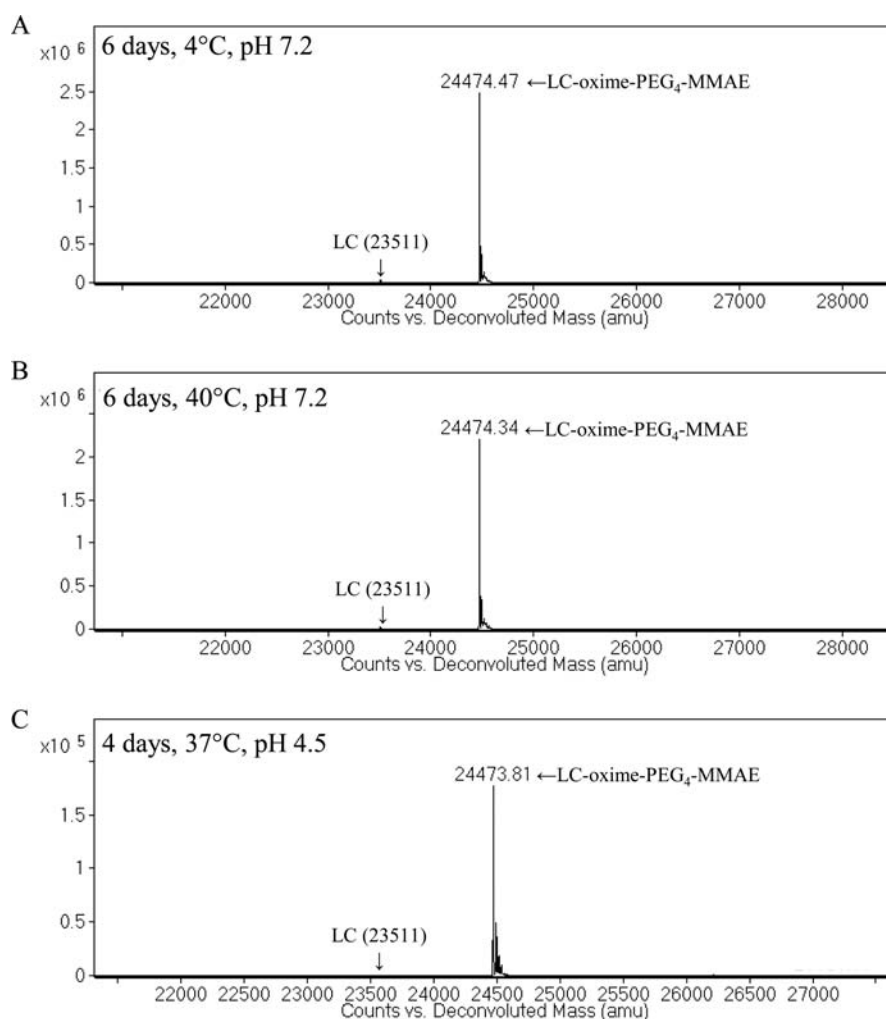 A
6 days, 4°C, pH 7.2
x10 6
24474.47 ←LC-oxime-PEG4-MMAE
2.5
2
1.5
1
LC (23511)
0.5
↓
0
22000 23000 24000 25000 26000 27000 28000
Counts vs. Deconvoluted Mass (amu)
B
6 days, 40°C, pH 7.2
x10 6
24474.34 ←LC-oxime-PEG4-MMAE
2
1.5
1
0.5
LC (23511)
↓
0
22000 23000 24000 25000 26000 27000 28000
Counts vs. Deconvoluted Mass (amu)
C
4 days, 37°C, pH 4.5
x10 5
24473.81 ←LC-oxime-PEG4-MMAE
1.5
1
0.5
LC (23511)
↓
0
22000 22500 23000 23500 24000 24500 25000 25500 26000 26500 27000
Counts vs. Deconvoluted Mass (amu)